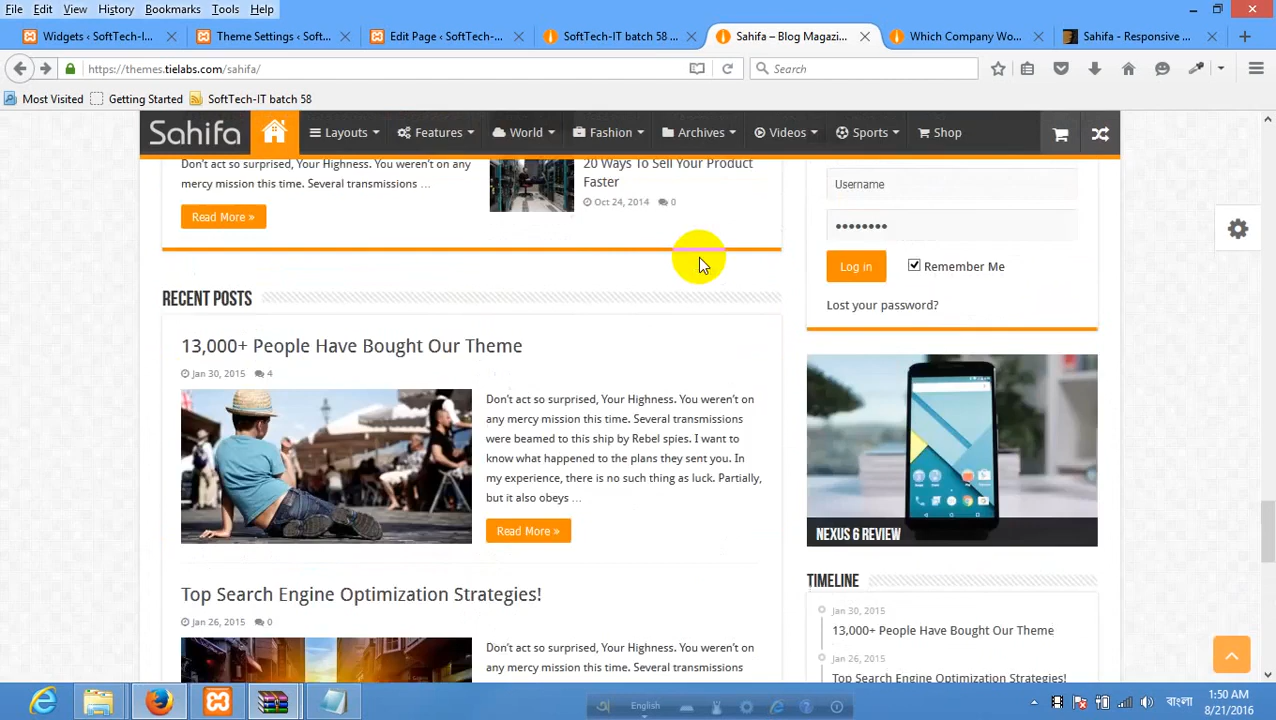 File Edit View History Bookmarks Tools Help
Widgets ‹ SoftTech-I...
Theme Settings ‹ Soft...
Edit Page ‹ SoftTech-...
SoftTech-IT batch 58 ...
Sahifa – Blog Magazi...
Which Company Wo...
Sahifa - Responsive ...
https://themes.tielabs.com/sahifa/
Search
Most Visited Getting Started SoftTech-IT batch 58
Sahifa Layouts Features World Fashion Archives Videos Sports Shop
Don't act so surprised, Your Highness. You weren't on
any mercy mission this time. Several transmissions …
Read More »
20 Ways To Sell Your Product
Faster
Oct 24, 2014 0
Username
Log in Remember Me
Lost your password?
RECENT POSTS
13,000+ People Have Bought Our Theme
Jan 30, 2015 4
Don't act so surprised, Your Highness. You weren't on
any mercy mission this time. Several transmissions
were beamed to this ship by Rebel spies. I want to
know what happened to the plans they sent you. In
my experience, there is no such thing as luck. Partially,
but it also obeys …
Read More »
Top Search Engine Optimization Strategies!
Jan 26, 2015 0
Don't act so surprised, Your Highness. You weren't on
any mercy mission this time. Several transmissions
NEXUS 6 REVIEW
TIMELINE
Jan 30, 2015
13,000+ People Have Bought Our Theme
Jan 26, 2015
Top Search Engine Optimization Strategies!
English
বাংলা
1:50 AM
8/21/2016